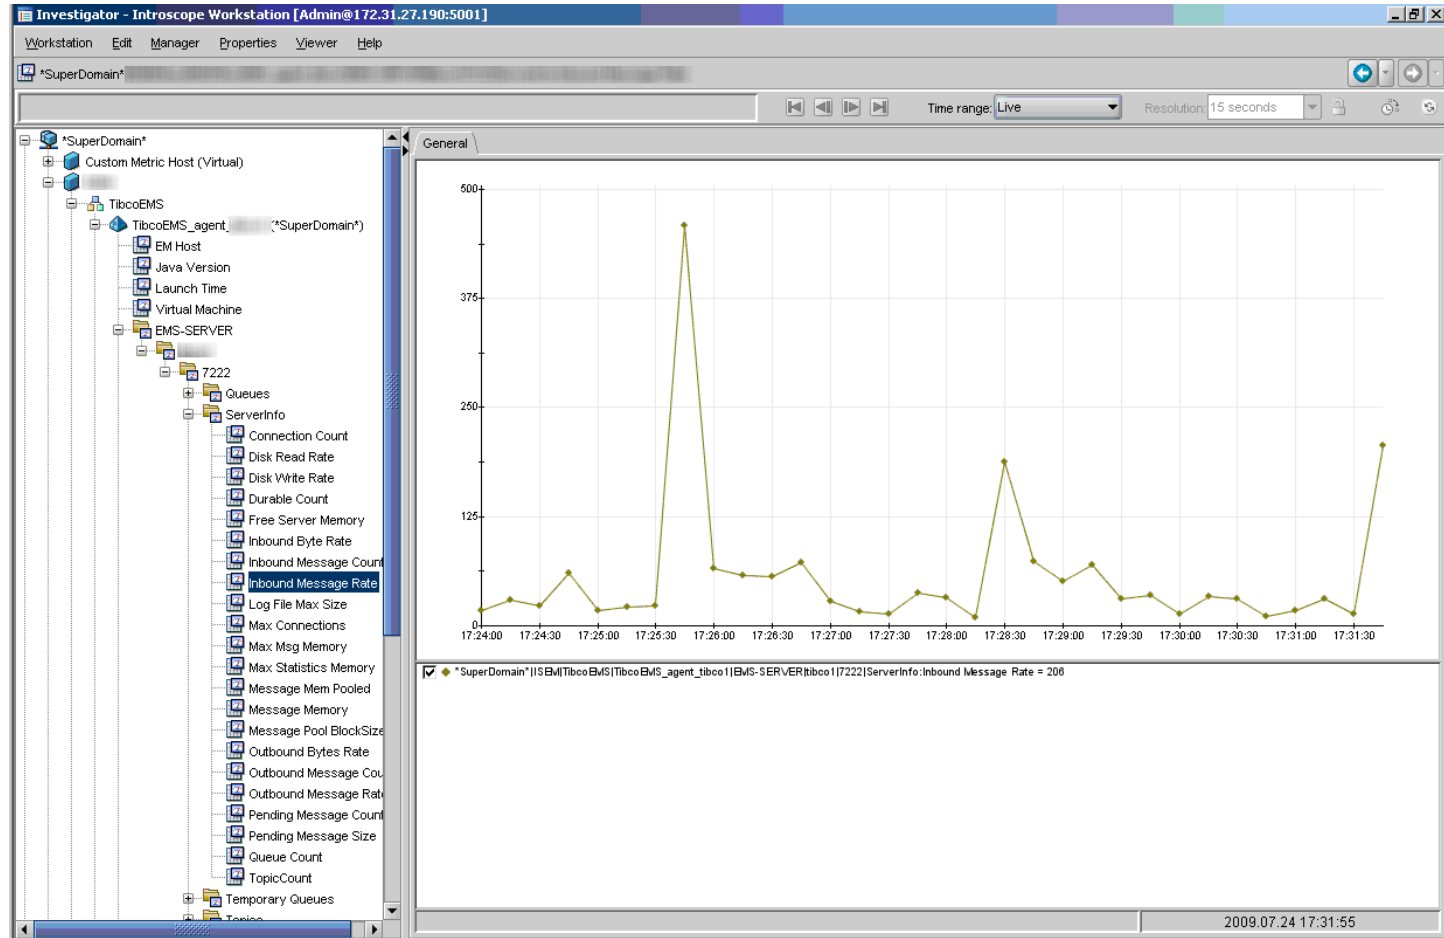 Investigator - Introscope Workstation [Admin@172.31.27.190:5001]
Workstation Edit Manager Properties Viewer Help
*SuperDomain*
Time range: Live Resolution: 15 seconds
*SuperDomain*
Custom Metric Host (Virtual)
TibcoEMS
TibcoEMS_agent_ (*SuperDomain*)
EM Host
Java Version
Launch Time
Virtual Machine
EMS-SERVER
7222
Queues
ServerInfo
Connection Count
Disk Read Rate
Disk Write Rate
Durable Count
Free Server Memory
Inbound Byte Rate
Inbound Message Count
Inbound Message Rate
Log File Max Size
Max Connections
Max Msg Memory
Max Statistics Memory
Message Mem Pooled
Message Memory
Message Pool BlockSize
Outbound Bytes Rate
Outbound Message Cou
Outbound Message Rate
Pending Message Count
Pending Message Size
Queue Count
TopicCount
Temporary Queues
Topics
General
500
375
250
125
0
17:24:00 17:24:30 17:25:00 17:25:30 17:26:00 17:26:30 17:27:00 17:27:30 17:28:00 17:28:30 17:29:00 17:29:30 17:30:00 17:30:30 17:31:00 17:31:30
*SuperDomain*|ISEM|TibcoEMS|TibcoEMS_agent_tibco1|EMS-SERVER|tibco1|7222|ServerInfo:Inbound Message Rate = 206
2009.07.24 17:31:55